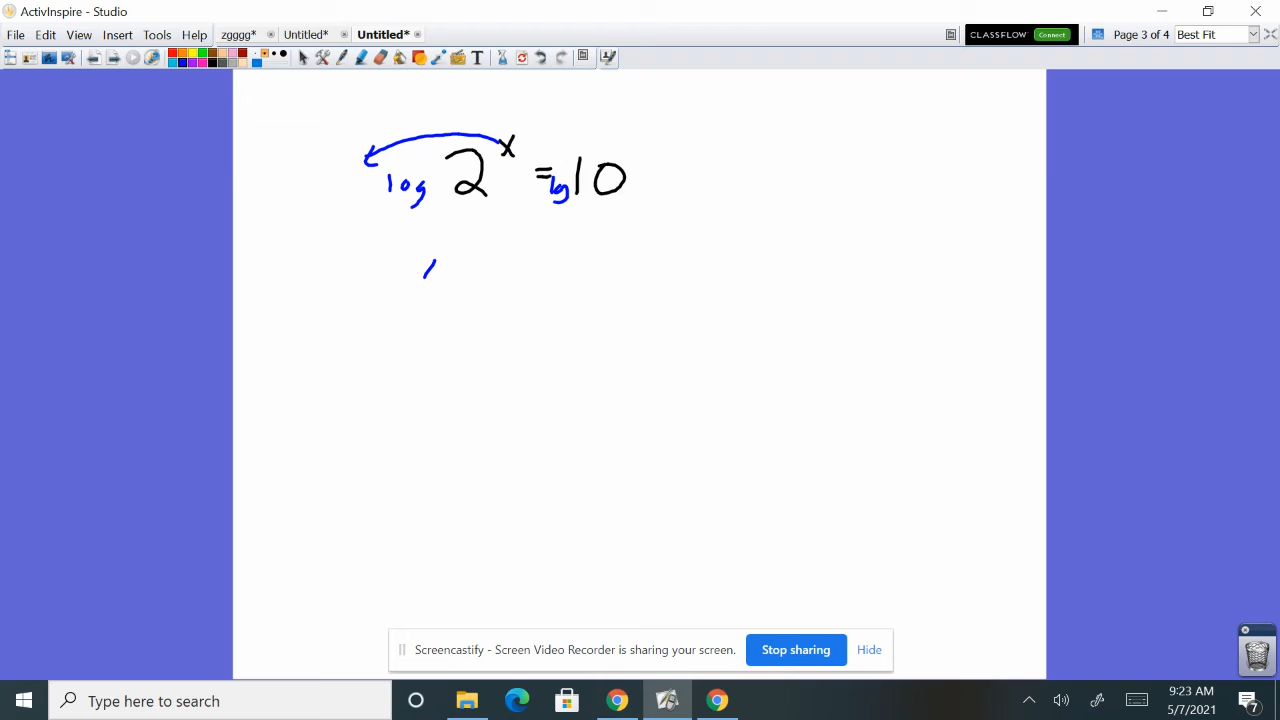 ActivInspire - Studio
File Edit View Insert Tools Help zgggg* Untitled* Untitled* CLASSFLOW Connect Page 3 of 4 Best Fit
log 2^x = log 10
Screencastify - Screen Video Recorder is sharing your screen. Stop sharing Hide
Type here to search 9:23 AM
5/7/2021 7